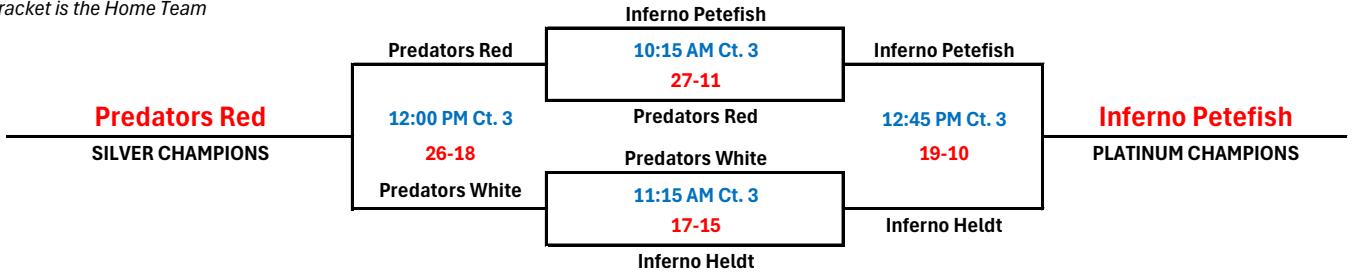 racket is the Home Team
Inferno Petefish
Predators Red
10:15 AM Ct. 3
Inferno Petefish
27-11
Predators Red
12:00 PM Ct. 3
Predators Red
12:45 PM Ct. 3
Inferno Petefish
SILVER CHAMPIONS
26-18
Predators White
19-10
PLATINUM CHAMPIONS
Predators White
11:15 AM Ct. 3
17-15
Inferno Heldt
Inferno Heldt